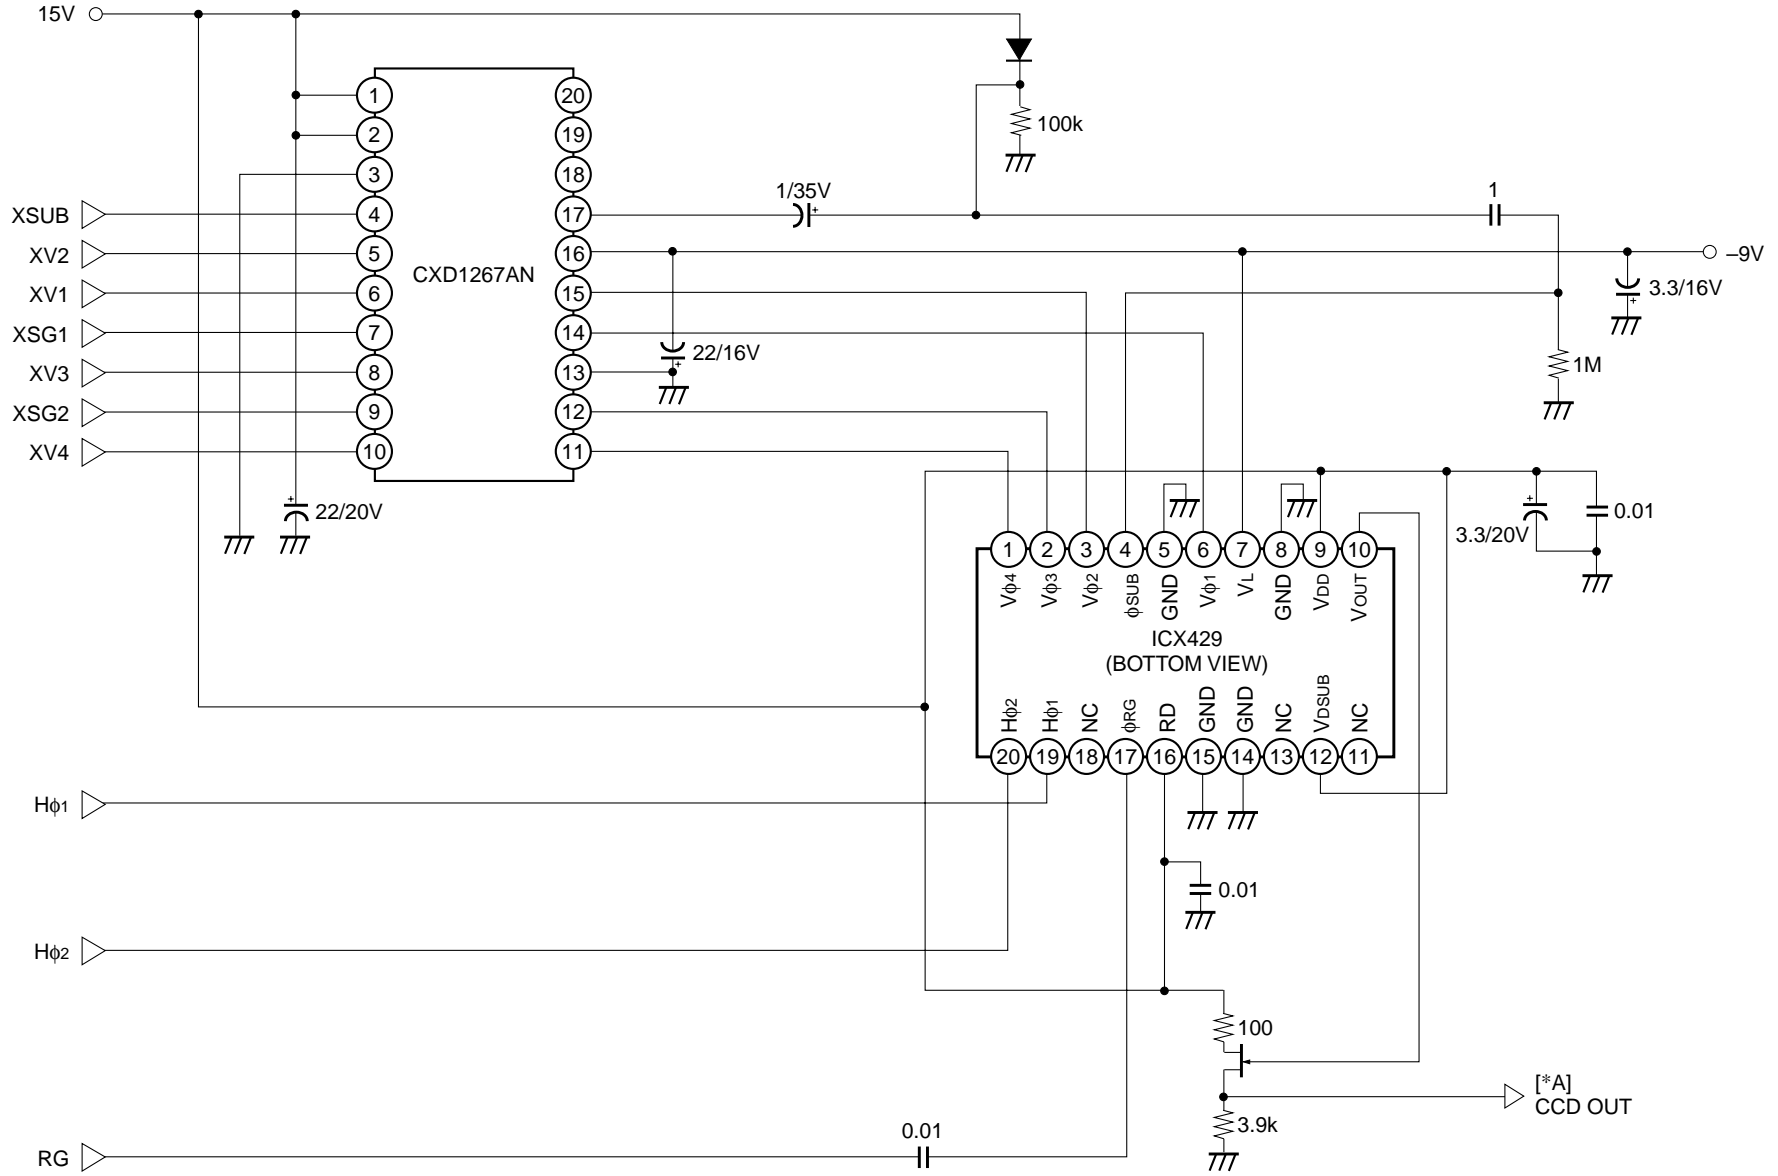 15V
1
20
2
19
100k
3
18
XSUB
4
17
1/35V
+
1
XV2
5
CXD1267AN
16
–9V
XV1
6
15
3.3/16V
+
XSG1
7
14
22/16V
+
XV3
8
13
1M
XSG2
9
12
XV4
10
11
+
22/20V
+
3.3/20V
0.01
1
2
3
4
5
6
7
8
9
10
Vϕ4
Vϕ3
Vϕ2
ϕSUB
GND
Vϕ1
VL
GND
VDD
VOUT
ICX429
(BOTTOM VIEW)
Hϕ2
Hϕ1
NC
ϕRG
RD
GND
GND
NC
VDSUB
NC
20
19
18
17
16
15
14
13
12
11
Hϕ1
0.01
Hϕ2
100
[*A]
CCD OUT
3.9k
0.01
RG